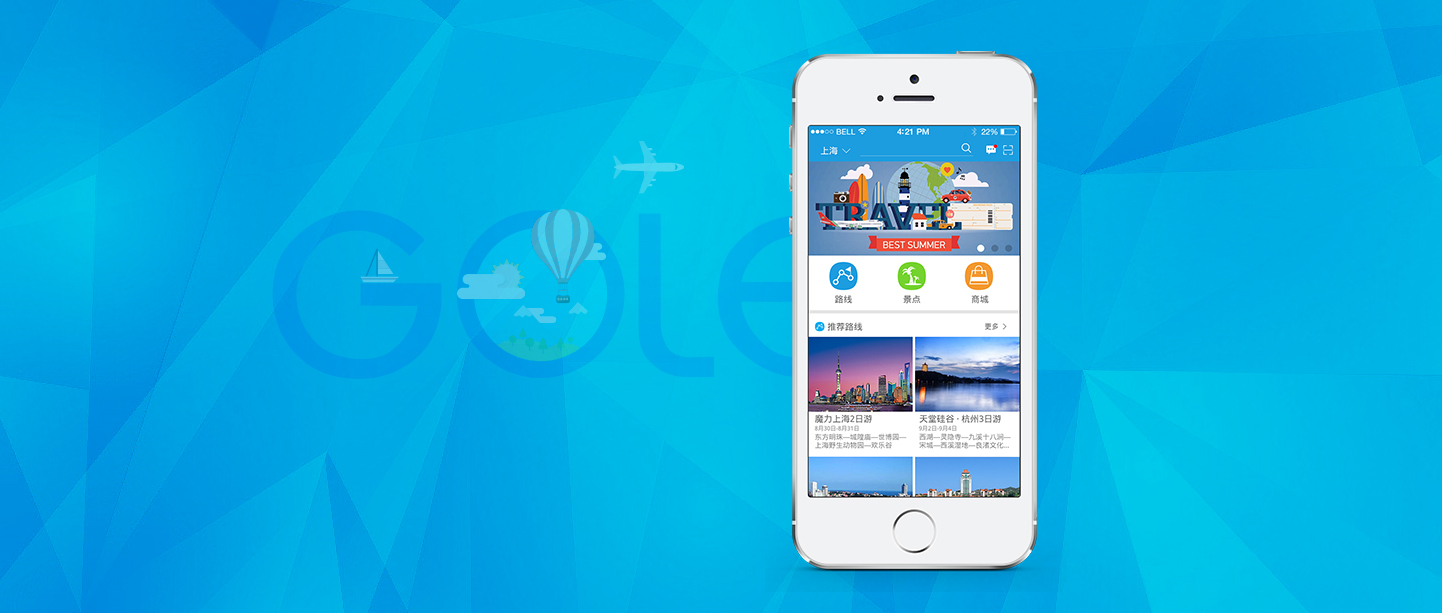 GOLE
BELL
4:21 PM
22%
上海
TRAVEL
BEST SUMMER
路线
景点
商城
推荐路线
更多
魔力上海2日游
8月30日-8月31日
东方明珠—城隍庙—世博园—
上海野生动物园—欢乐谷
天堂硅谷 · 杭州3日游
9月2日-9月4日
西湖—灵隐寺—九溪十八涧—
宋城—西溪湿地—良渚文化...